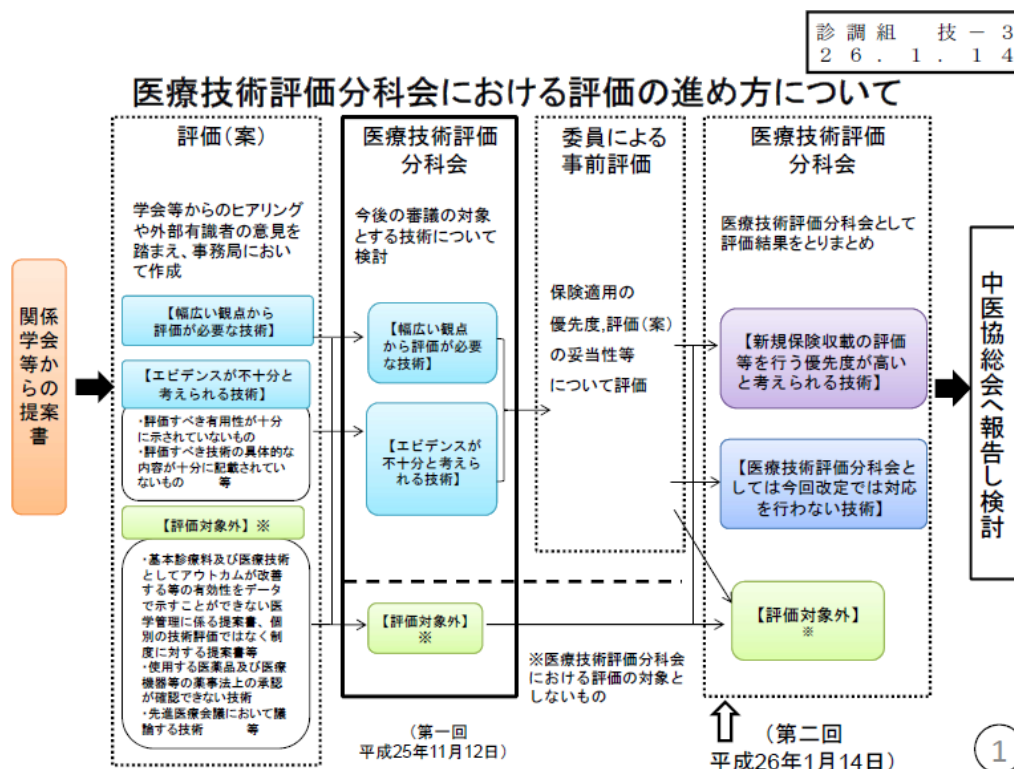 診調組 技－3
26．1．14
医療技術評価分科会における評価の進め方について
関係学会等からの提案書
評価（案）
学会等からのヒアリング
や外部有識者の意見を
踏まえ、事務局におい
て作成
【幅広い観点から
評価が必要な技術】
【エビデンスが不十分と
考えられる技術】
・評価すべき有用性が十分
に示されていないもの
・評価すべき技術の具体的な
内容が十分に記載されてい
ないもの 等
【評価対象外】※
・基本診療料及び医療技術
としてアウトカムが改善
する等の有効性をデータ
で示すことができない医
学管理に係る提案書、個
別の技術評価ではなく制
度に対する提案書等
・使用する医薬品及び医療
機器等の薬事法上の承認
が確認できない技術
・先進医療会議において議
論する技術 等
医療技術評価
分科会
今後の審議の対象
とする技術について
検討
【幅広い観点
から評価が必要
な技術】
【エビデンスが
不十分と考えら
れる技術】
【評価対象外】
※
（第一回
平成25年11月12日）
委員による
事前評価
保険適用の
優先度，評価（案）
の妥当性等
について評価
※医療技術評価分科会
における評価の対象と
しないもの
医療技術評価
分科会
医療技術評価分科会として
評価結果をとりまとめ
【新規保険収載の評価
等を行う優先度が高い
と考えられる技術】
【医療技術評価分科会と
しては今回改定では対応
を行わない技術】
【評価対象外】
※
（第二回
平成26年1月14日）
中医協総会へ報告し検討
1